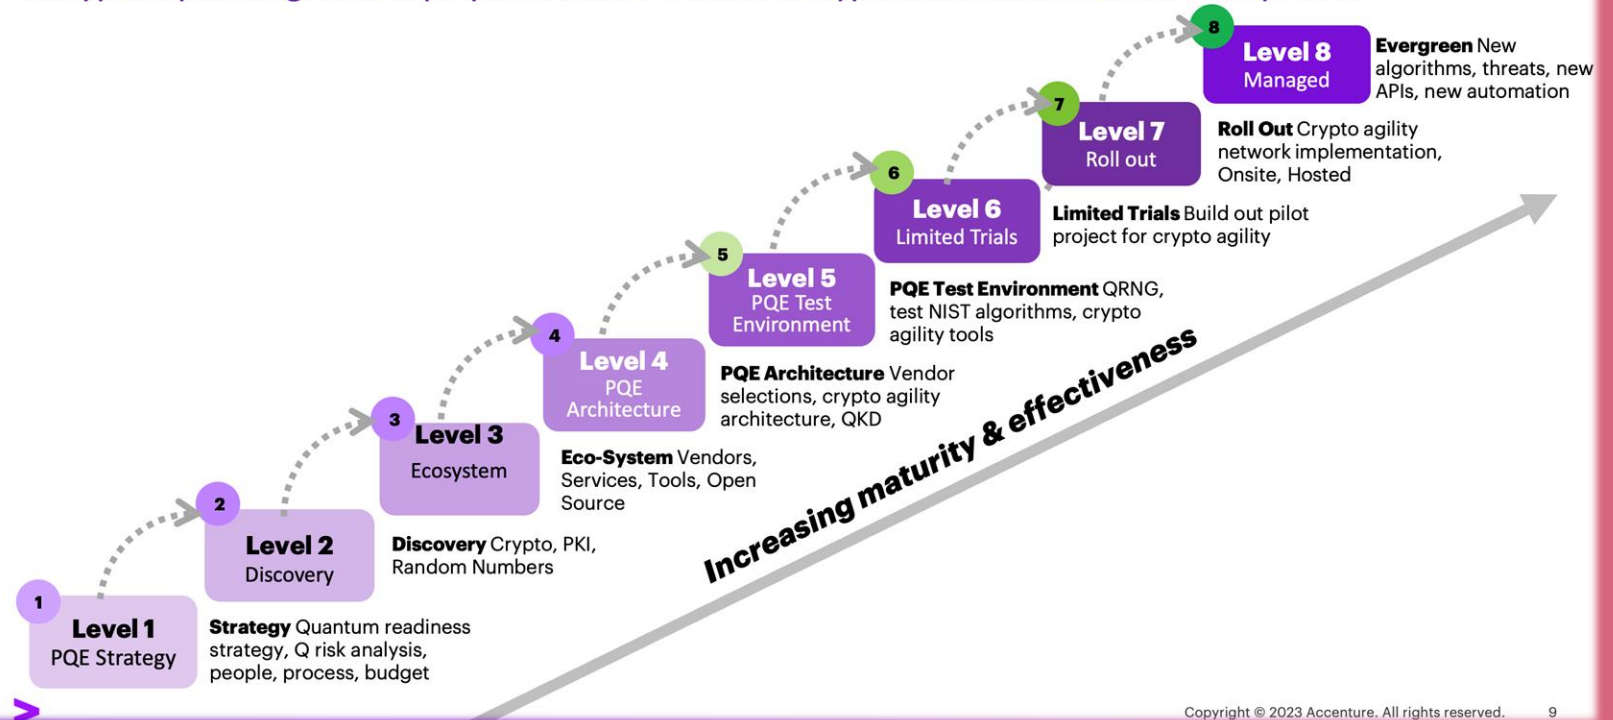 8
Level 8
Managed
Evergreen New
algorithms, threats, new
APIs, new automation
7
Level 7
Roll out
Roll Out Crypto agility
network implementation,
Onsite, Hosted
6
Level 6
Limited Trials
Limited Trials Build out pilot
project for crypto agility
5
Level 5
PQE Test
Environment
PQE Test Environment QRNG,
test NIST algorithms, crypto
agility tools
4
Level 4
PQE
Architecture
PQE Architecture Vendor
selections, crypto agility
architecture, QKD
3
Level 3
Ecosystem
Eco-System Vendors,
Services, Tools, Open
Source
2
Level 2
Discovery
Discovery Crypto, PKI,
Random Numbers
1
Level 1
PQE Strategy
Strategy Quantum readiness
strategy, Q risk analysis,
people, process, budget
Increasing maturity & effectiveness
Copyright © 2023 Accenture. All rights reserved. 9